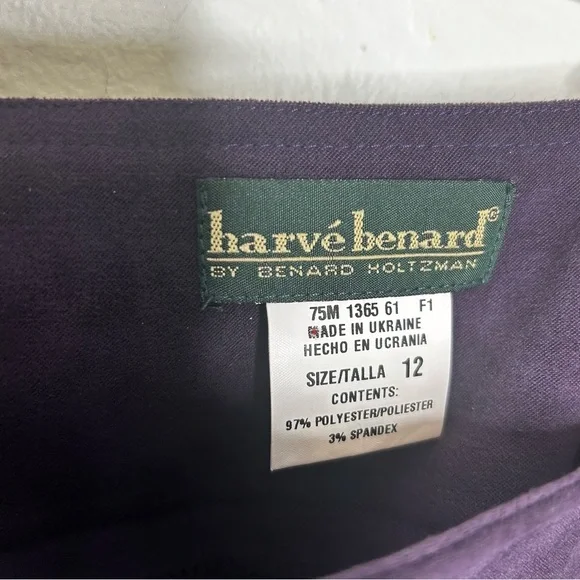 harvé benard®
BY BENARD HOLTZMAN
75M 1365 61 F1
MADE IN UKRAINE
HECHO EN UCRANIA
SIZE/TALLA 12
CONTENTS:
97% POLYESTER/POLIESTER
3% SPANDEX